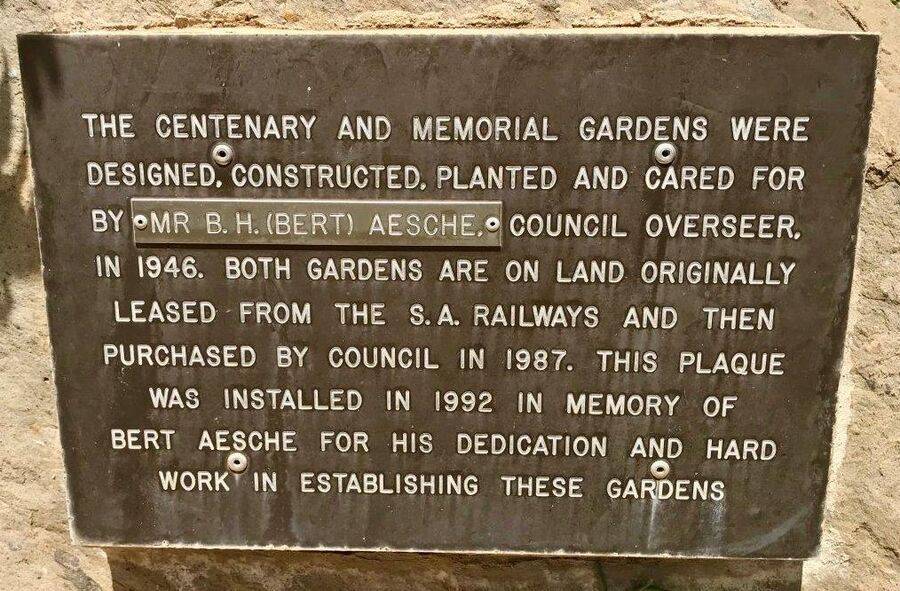 THE CENTENARY AND MEMORIAL GARDENS WERE
DESIGNED, CONSTRUCTED, PLANTED AND CARED FOR
BY MR B.H. (BERT) AESCHE, COUNCIL OVERSEER,
IN 1946. BOTH GARDENS ARE ON LAND ORIGINALLY
LEASED FROM THE S.A. RAILWAYS AND THEN
PURCHASED BY COUNCIL IN 1987. THIS PLAQUE
WAS INSTALLED IN 1992 IN MEMORY OF
BERT AESCHE FOR HIS DEDICATION AND HARD
WORK IN ESTABLISHING THESE GARDENS